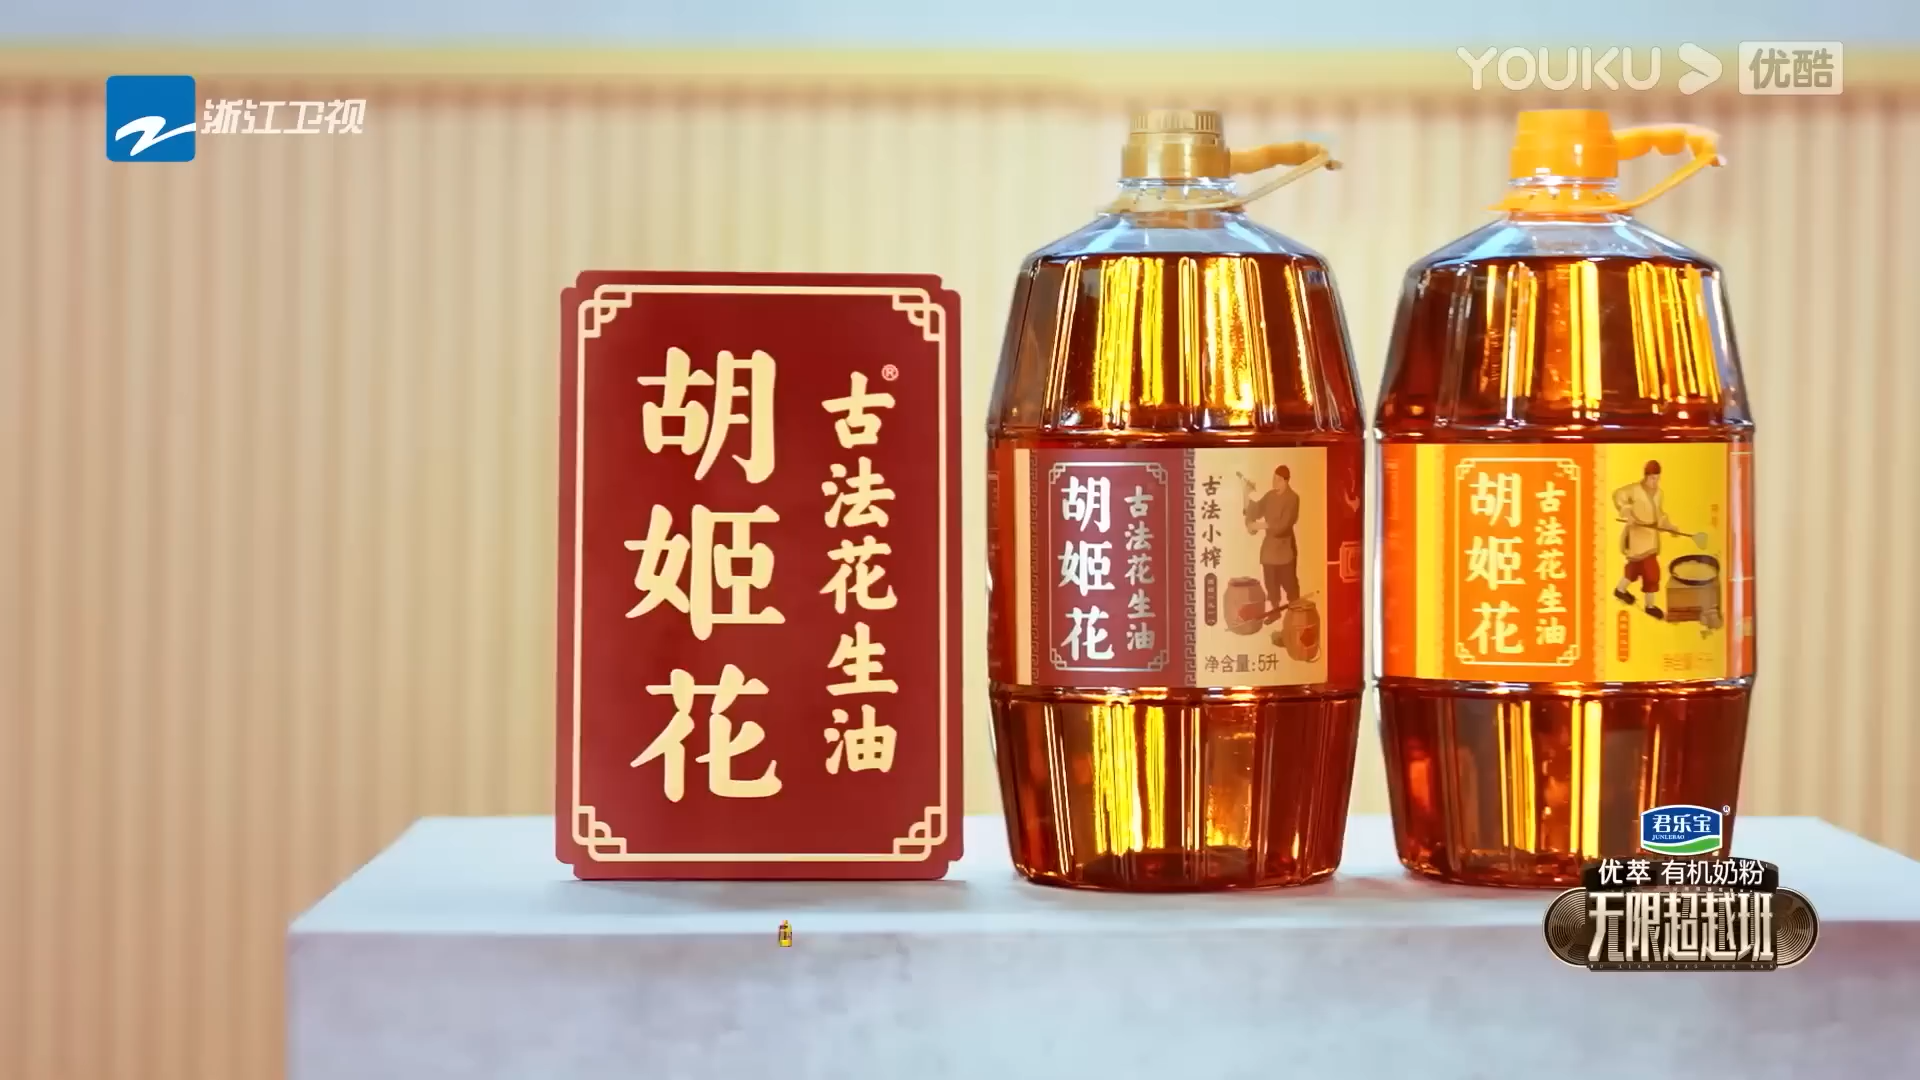 浙江卫视
YOUKU 优酷
胡姬花
古法花生油®
胡姬花
古法花生油
古法小榨
净含量:5升
胡姬花
古法花生油
君乐宝®
JUNLEBAO
优萃 有机奶粉
无限超越班